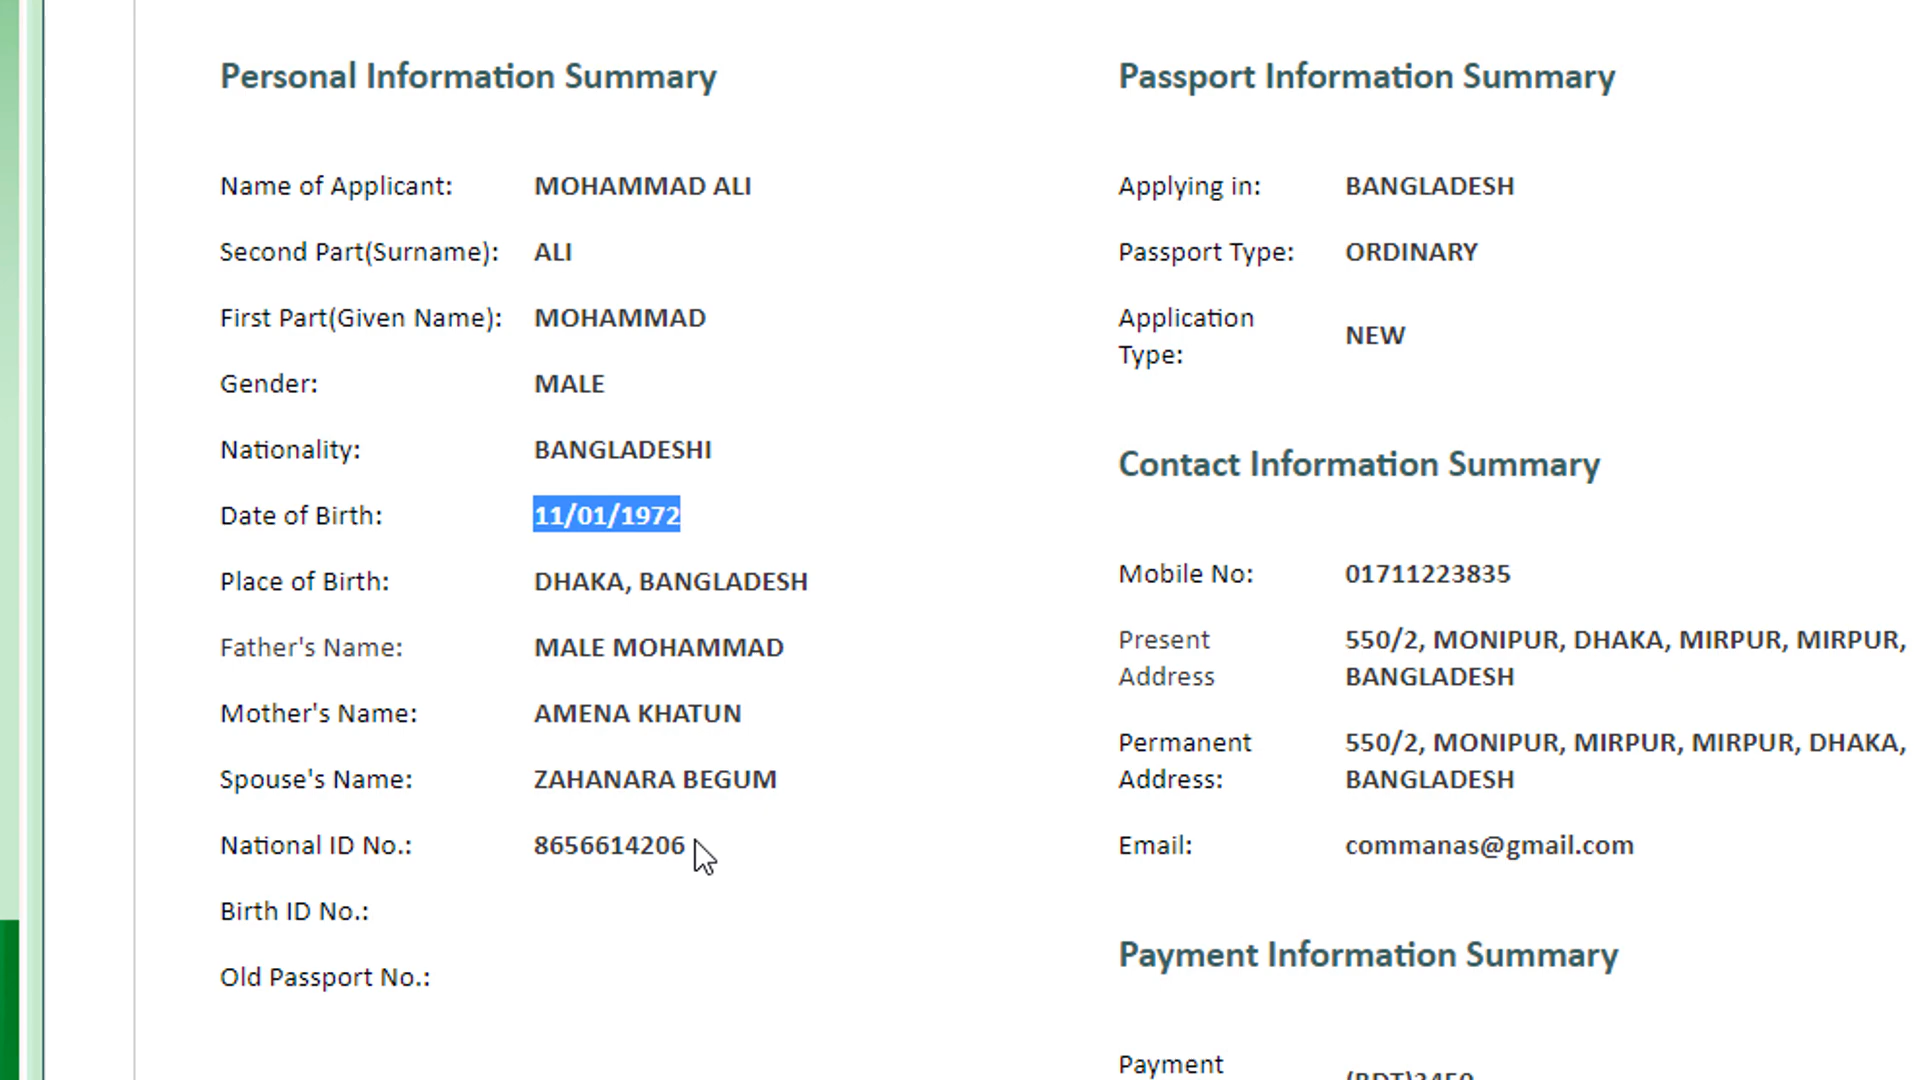 Personal Information Summary
Name of Applicant: MOHAMMAD ALI
Second Part(Surname): ALI
First Part(Given Name): MOHAMMAD
Gender: MALE
Nationality: BANGLADESHI
Date of Birth: 11/01/1972
Place of Birth: DHAKA, BANGLADESH
Father's Name: MALE MOHAMMAD
Mother's Name: AMENA KHATUN
Spouse's Name: ZAHANARA BEGUM
National ID No.: 8656614206
Birth ID No.:
Old Passport No.:
Passport Information Summary
Applying in: BANGLADESH
Passport Type: ORDINARY
Application
Type: NEW
Contact Information Summary
Mobile No: 01711223835
Present 550/2, MONIPUR, DHAKA, MIRPUR, MIRPUR,
Address BANGLADESH
Permanent 550/2, MONIPUR, MIRPUR, MIRPUR, DHAKA,
Address: BANGLADESH
Email: commanas@gmail.com
Payment Information Summary
Payment